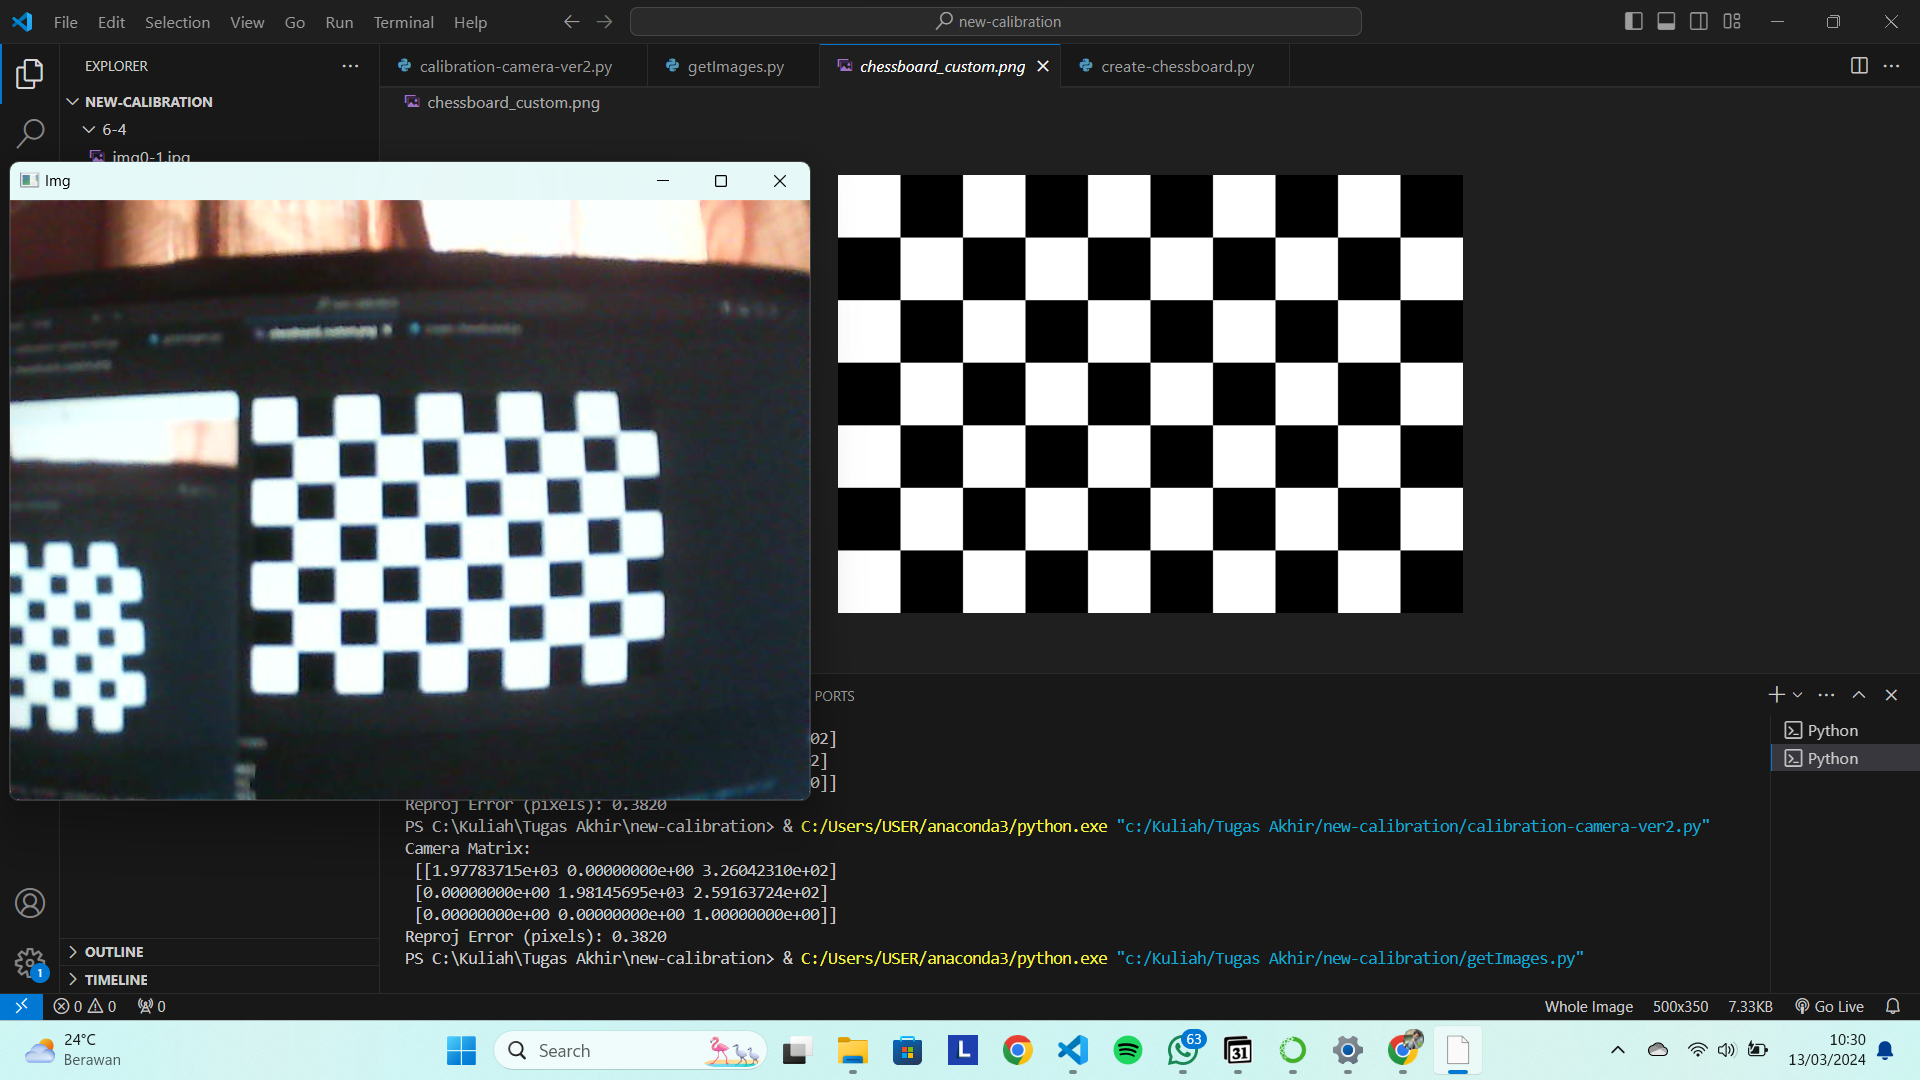 File Edit Selection View Go Run Terminal Help
new-calibration
EXPLORER
calibration-camera-ver2.py
getImages.py
chessboard_custom.png
create-chessboard.py
NEW-CALIBRATION
chessboard_custom.png
6-4
img0-1.jpg
Img
PORTS
Python
Python
02]
2]
0]]
Reproj Error (pixels): 0.3820
PS C:\Kuliah\Tugas Akhir\new-calibration> & C:/Users/USER/anaconda3/python.exe "c:/Kuliah/Tugas Akhir/new-calibration/calibration-camera-ver2.py"
Camera Matrix:
[[1.97783715e+03 0.00000000e+00 3.26042310e+02]
[0.00000000e+00 1.98145695e+03 2.59163724e+02]
[0.00000000e+00 0.00000000e+00 1.00000000e+00]]
Reproj Error (pixels): 0.3820
PS C:\Kuliah\Tugas Akhir\new-calibration> & C:/Users/USER/anaconda3/python.exe "c:/Kuliah/Tugas Akhir/new-calibration/getImages.py"
OUTLINE
TIMELINE
1
0 0 0
Whole Image 500x350 7.33KB Go Live
24°C
Berawan
Search
L
63
31
10:30
13/03/2024